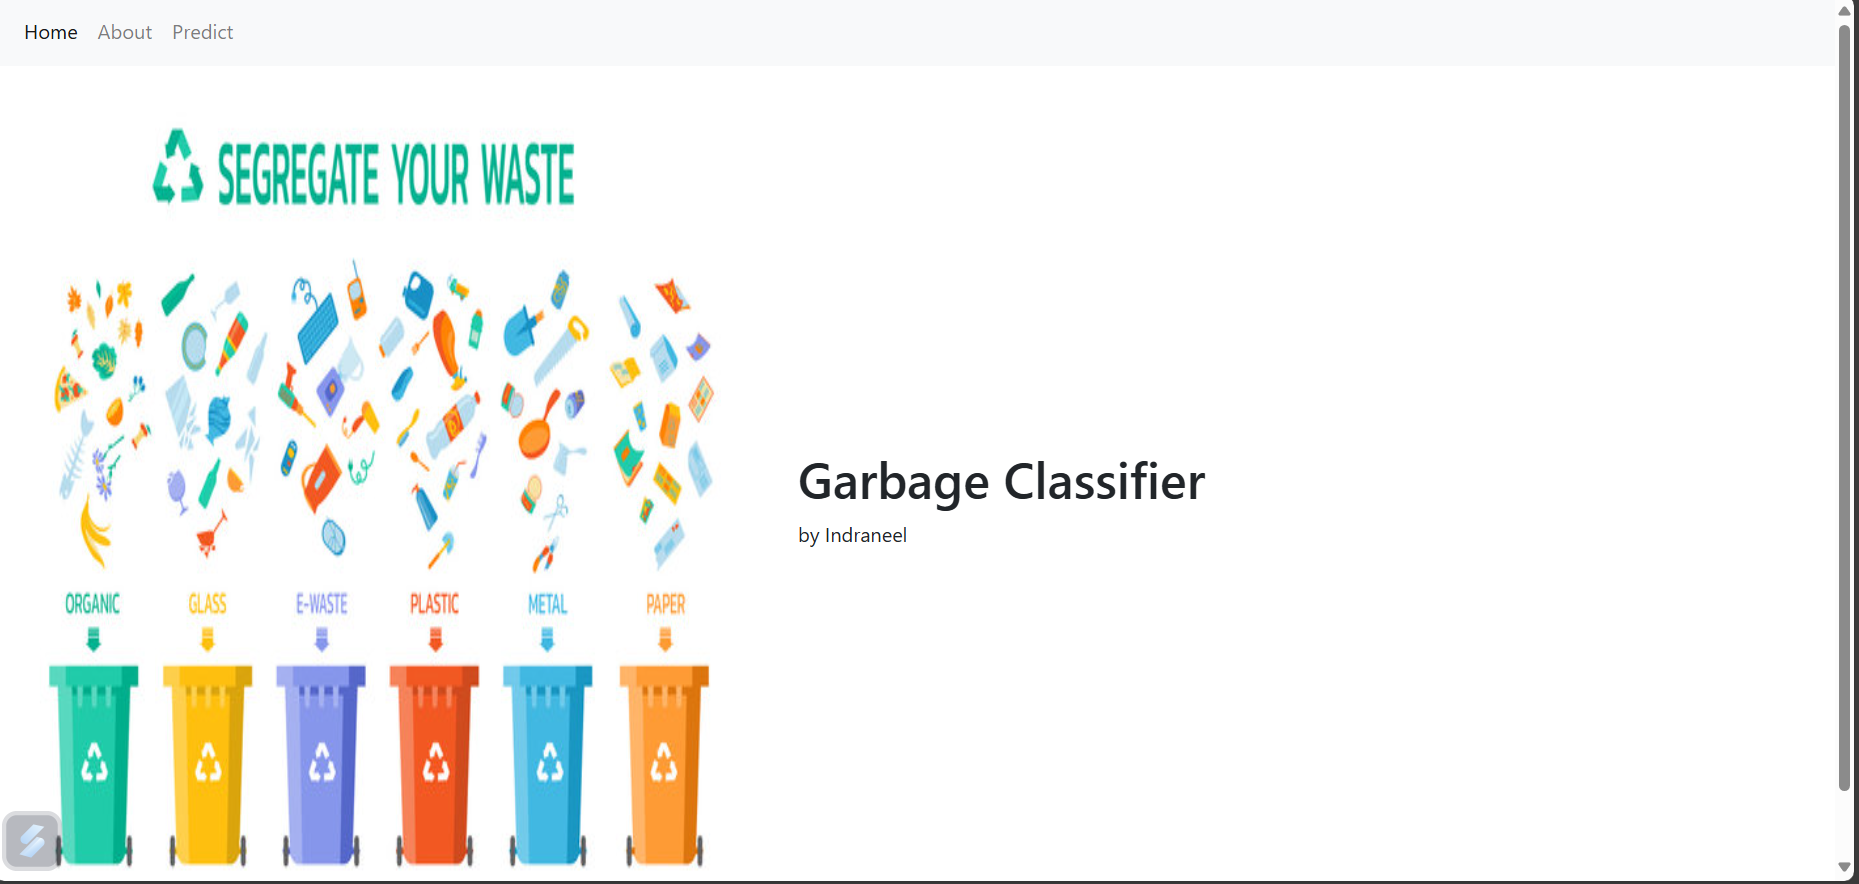 Home About Predict
SEGREGATE YOUR WASTE
Garbage Classifier
by Indraneel
ORGANIC GLASS E-WASTE PLASTIC METAL PAPER